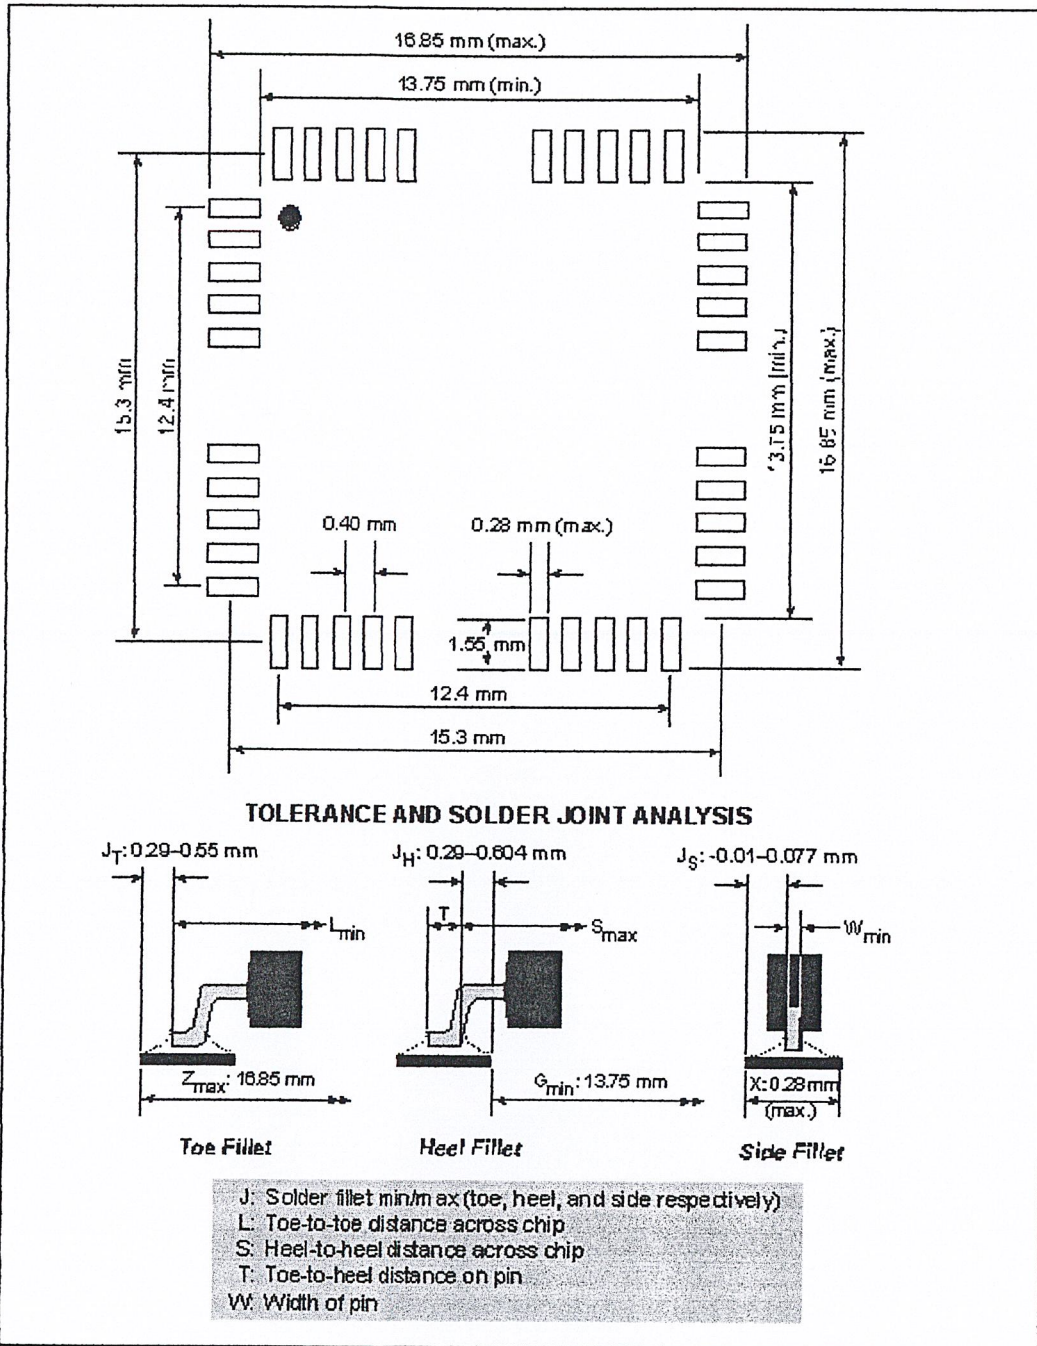 16.85 mm (max.)
13.75 mm (min.)
15.3 mm
12.4 mm
13.75 mm (min.)
16.85 mm (max.)
0.40 mm
0.28 mm (max.)
1.55 mm
12.4 mm
15.3 mm
TOLERANCE AND SOLDER JOINT ANALYSIS
JT: 0.29–0.55 mm
JH: 0.29–0.604 mm
JS: -0.01–0.077 mm
Lmin
T
Smax
Wmin
Zmax: 16.85 mm
Gmin: 13.75 mm
X: 0.28 mm
(max.)
Toe Fillet
Heel Fillet
Side Fillet
J: Solder fillet min/max (toe, heel, and side respectively)
L: Toe-to-toe distance across chip
S: Heel-to-heel distance across chip
T: Toe-to-heel distance on pin
W: Width of pin